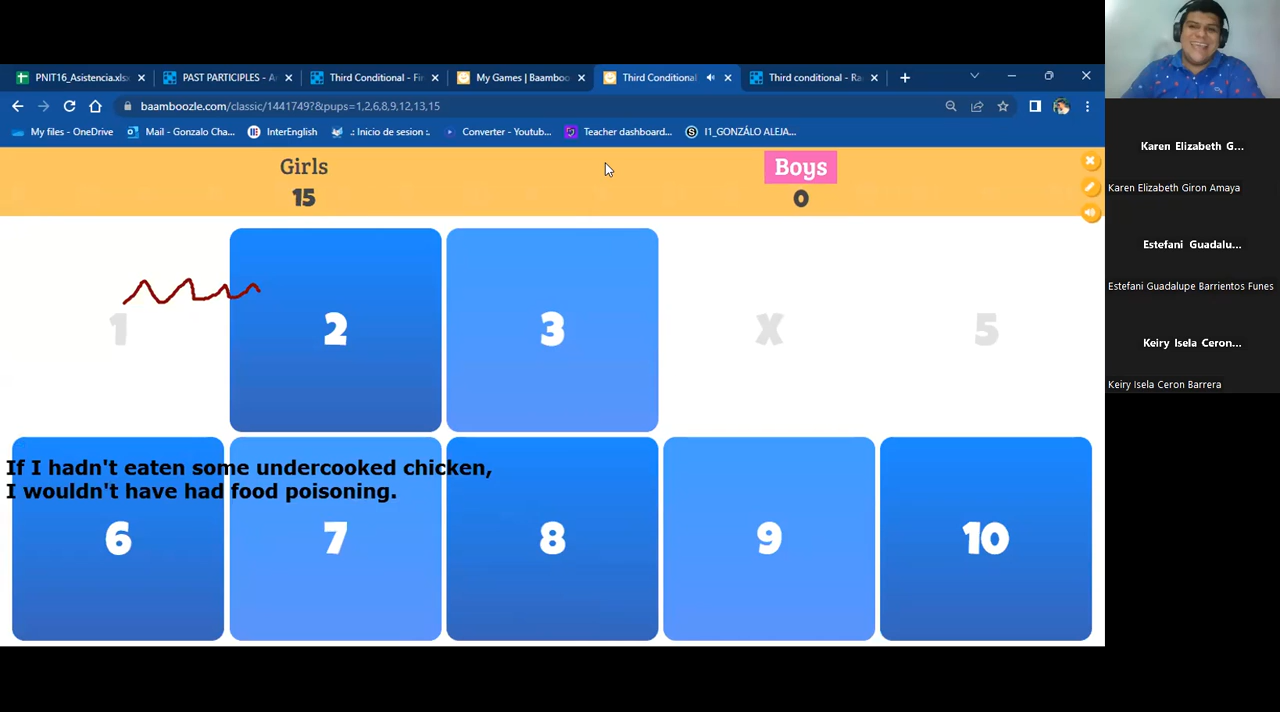 PNIT16_Asistencia.xlsx
PAST PARTICIPLES - A
Third Conditional - Fi
My Games | Baamboo
Third Conditional
Third conditional - Ra
baamboozle.com/classic/1441749?&pups=1,2,6,8,9,12,13,15
My files - OneDrive
Mail - Gonzalo Cha...
InterEnglish
.: Inicio de sesion :.
Converter - Youtub...
Teacher dashboard...
I1_GONZÁLO ALEJA...
Girls
Boys
15
0
1
2
3
X
5
If I hadn't eaten some undercooked chicken,
I wouldn't have had food poisoning.
6
7
8
9
10
Karen Elizabeth G...
Karen Elizabeth Giron Amaya
Estefani Guadalu...
Estefani Guadalupe Barrientos Funes
Keiry Isela Ceron...
Keiry Isela Ceron Barrera